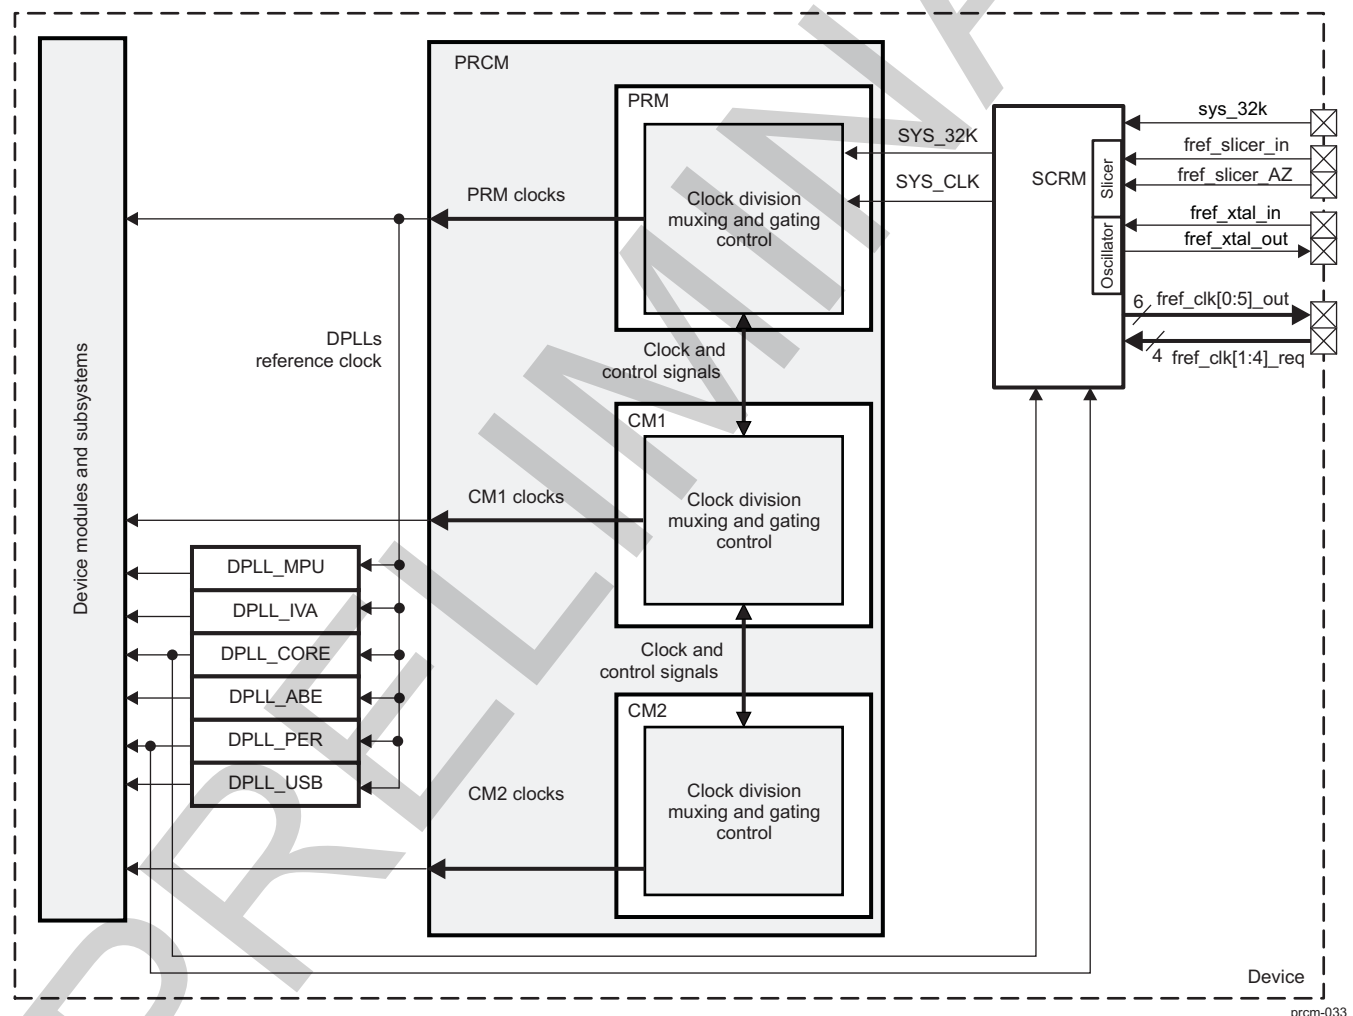 PRCM
PRM
Clock division
muxing and gating
control
SYS_32K
SYS_CLK
SCRM
Slicer
Oscillator
sys_32k
fref_slicer_in
fref_slicer_AZ
fref_xtal_in
fref_xtal_out
6
fref_clk[0:5]_out
4
fref_clk[1:4]_req
PRM clocks
DPLLs
reference clock
Clock and
control signals
Device modules and subsystems
CM1
Clock division
muxing and gating
control
CM1 clocks
DPLL_MPU
DPLL_IVA
DPLL_CORE
DPLL_ABE
DPLL_PER
DPLL_USB
Clock and
control signals
CM2
Clock division
muxing and gating
control
CM2 clocks
Device
prcm-033
PRELIMINA